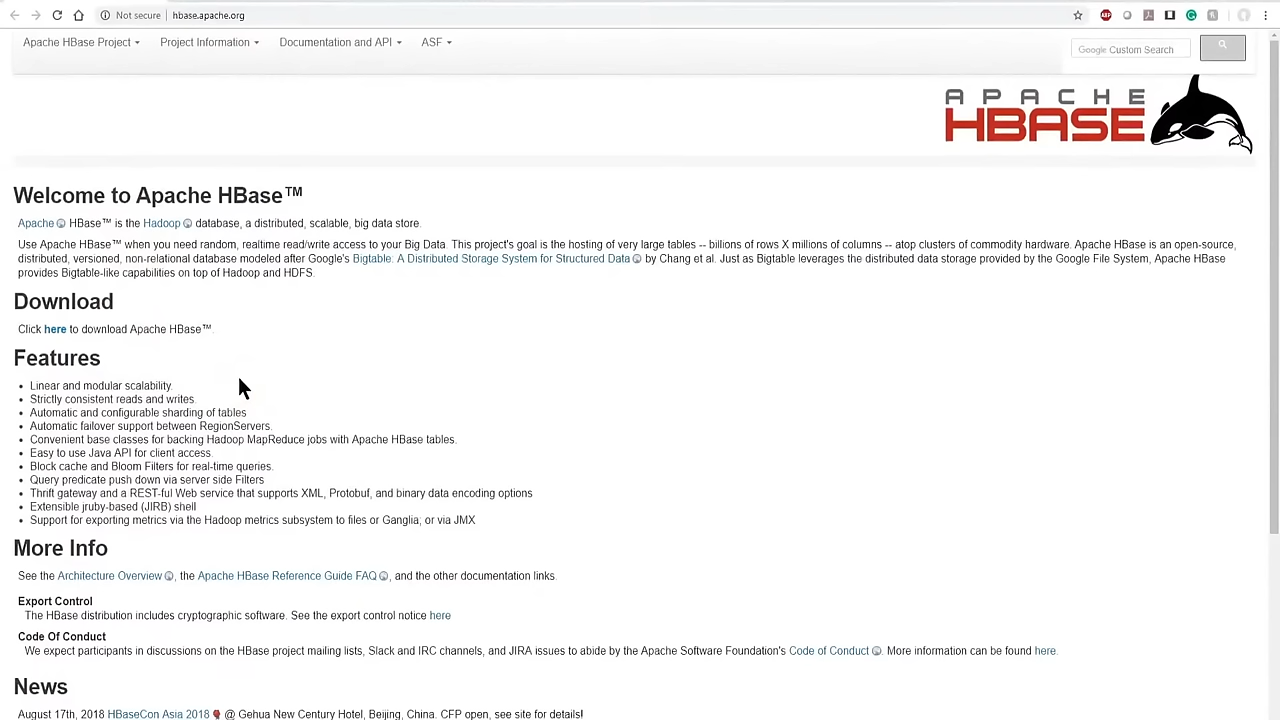 Not secure | hbase.apache.org
ABP
Apache HBase Project Project Information Documentation and API ASF
Google Custom Search
APACHE
HBASE
Welcome to Apache HBase™
Apache HBase™ is the Hadoop database, a distributed, scalable, big data store.
Use Apache HBase™ when you need random, realtime read/write access to your Big Data. This project's goal is the hosting of very large tables -- billions of rows X millions of columns -- atop clusters of commodity hardware. Apache HBase is an open-source,
distributed, versioned, non-relational database modeled after Google's Bigtable: A Distributed Storage System for Structured Data by Chang et al. Just as Bigtable leverages the distributed data storage provided by the Google File System, Apache HBase
provides Bigtable-like capabilities on top of Hadoop and HDFS.
Download
Click here to download Apache HBase™.
Features
• Linear and modular scalability.
• Strictly consistent reads and writes.
• Automatic and configurable sharding of tables
• Automatic failover support between RegionServers.
• Convenient base classes for backing Hadoop MapReduce jobs with Apache HBase tables.
• Easy to use Java API for client access.
• Block cache and Bloom Filters for real-time queries.
• Query predicate push down via server side Filters
• Thrift gateway and a REST-ful Web service that supports XML, Protobuf, and binary data encoding options
• Extensible jruby-based (JIRB) shell
• Support for exporting metrics via the Hadoop metrics subsystem to files or Ganglia; or via JMX
More Info
See the Architecture Overview, the Apache HBase Reference Guide FAQ, and the other documentation links.
Export Control
The HBase distribution includes cryptographic software. See the export control notice here
Code Of Conduct
We expect participants in discussions on the HBase project mailing lists, Slack and IRC channels, and JIRA issues to abide by the Apache Software Foundation's Code of Conduct. More information can be found here.
News
August 17th, 2018 HBaseCon Asia 2018 @ Gehua New Century Hotel, Beijing, China. CFP open, see site for details!